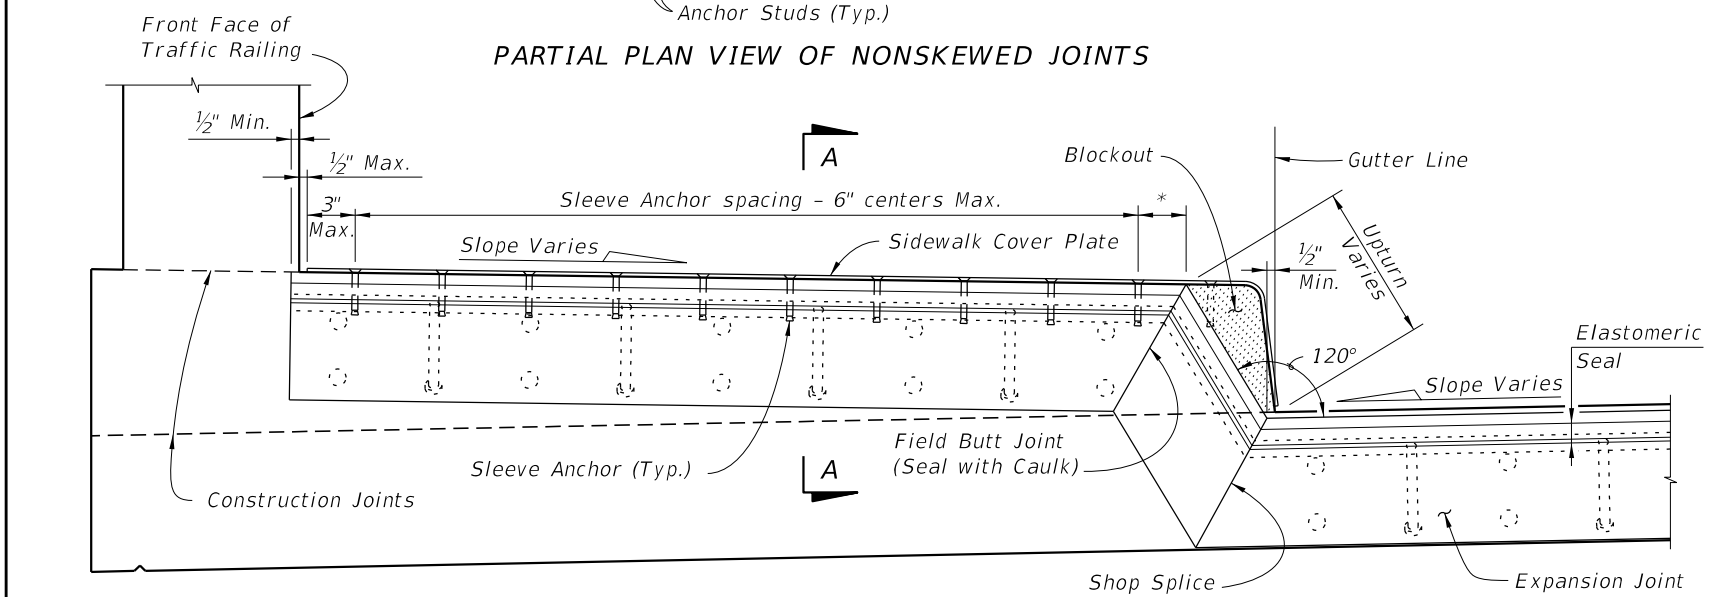 Anchor Studs (Typ.)
PARTIAL PLAN VIEW OF NONSKEWED JOINTS
Front Face of
Traffic Railing
½" Min.
½" Max.
3"
Max.
Sleeve Anchor spacing – 6" centers Max.
*
A
Blockout
Gutter Line
Slope Varies
Sidewalk Cover Plate
½"
Min.
Upturn
Varies
120°
Elastomeric
Seal
Slope Varies
Field Butt Joint
(Seal with Caulk)
Sleeve Anchor (Typ.)
A
Construction Joints
Shop Splice
Expansion Joint